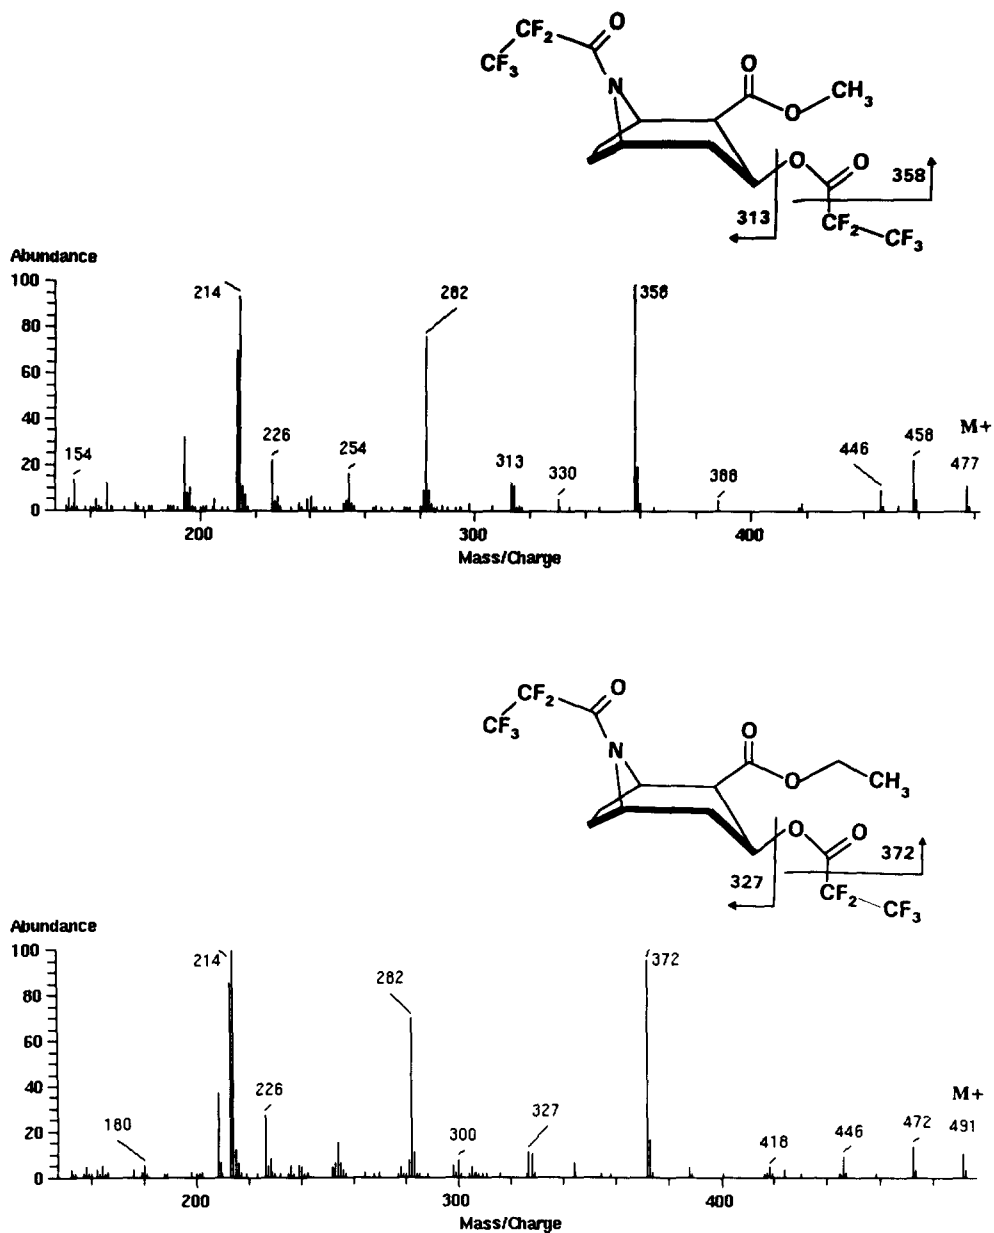 CF₂
O
CF₃
N
O
O
CH₃
O
O
358
313
CF₂
CF₃
Abundance
100
80
60
40
20
0
214
282
358
154
226
254
313
330
388
446
458
M+
477
200
300
400
Mass/Charge
CF₂
O
CF₃
N
O
O
CH₃
O
O
372
327
CF₂
CF₃
Abundance
100
80
60
40
20
0
214
282
372
180
226
300
327
418
446
472
M+
491
200
300
400
Mass/Charge